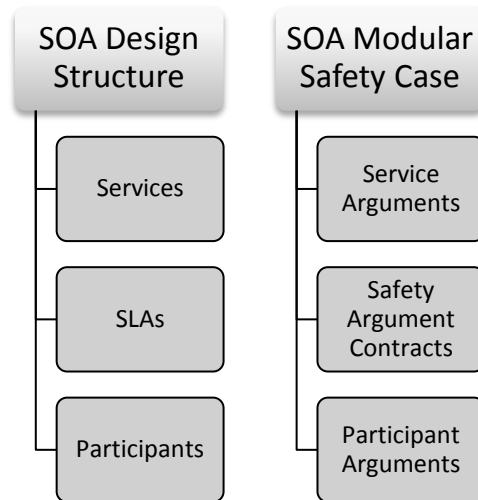 SOA Design
Structure
Services
SLAs
Participants
SOA Modular
Safety Case
Service
Arguments
Safety
Argument
Contracts
Participant
Arguments